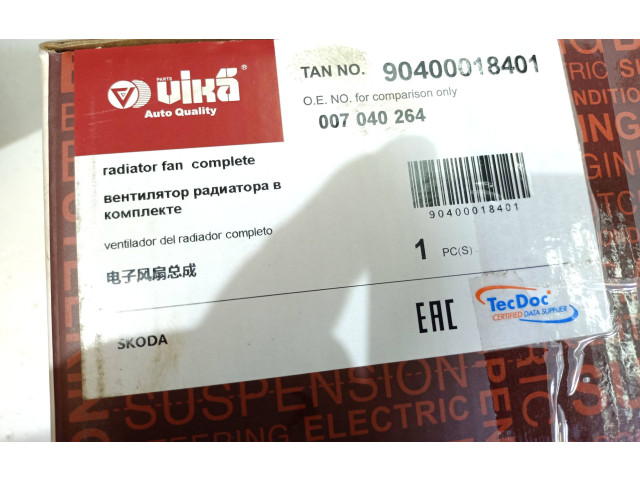 PARTS
VIKA
Auto Quality
TAN NO. 90400018401
O.E. NO. for comparison only
007 040 264
radiator fan complete
вентилятор радиатора в
комплекте
ventilador del radiador completo
电子风扇总成
90400018401
1 PC(S)
EAC
TecDoc
CERTIFIED DATA SUPPLIER
SKODA
SUSPENSION
STEERING ELECTRIC